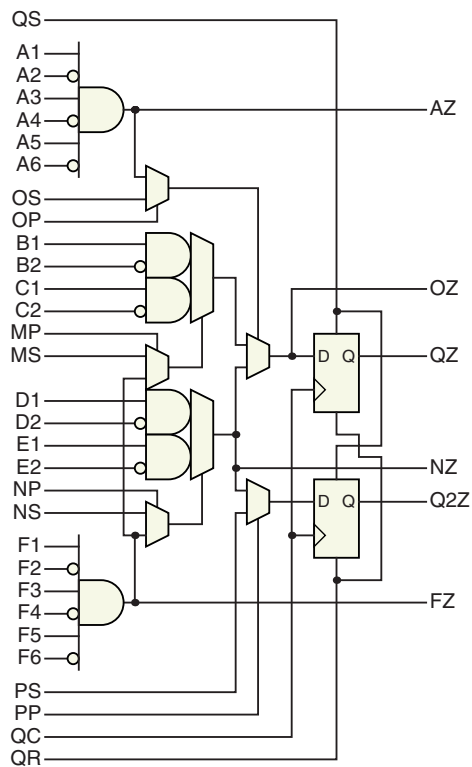 QS
A1
A2
A3
A4
A5
A6
AZ
OS
OP
B1
B2
C1
C2
OZ
MP
MS
D Q
QZ
D1
D2
E1
E2
NZ
NP
NS
D Q
Q2Z
F1
F2
F3
F4
F5
F6
FZ
PS
PP
QC
QR